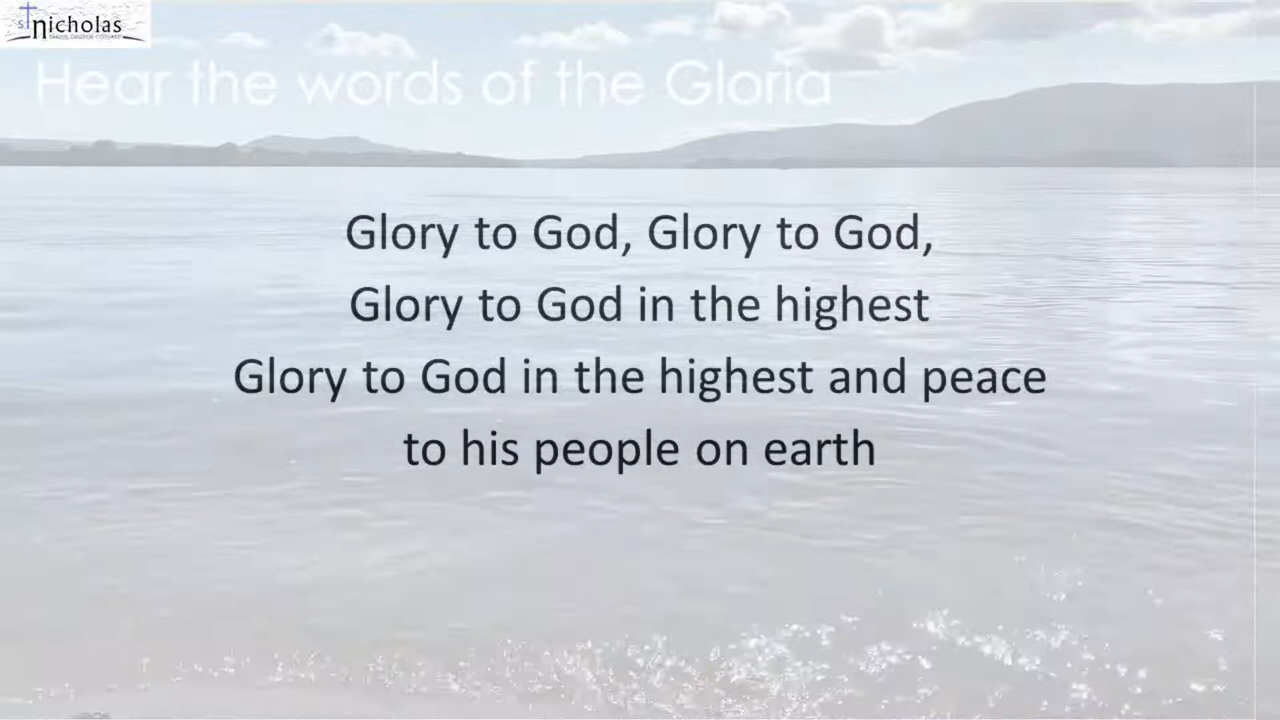 St nicholas
Hear the words of the Gloria
Glory to God, Glory to God,
Glory to God in the highest
Glory to God in the highest and peace
to his people on earth